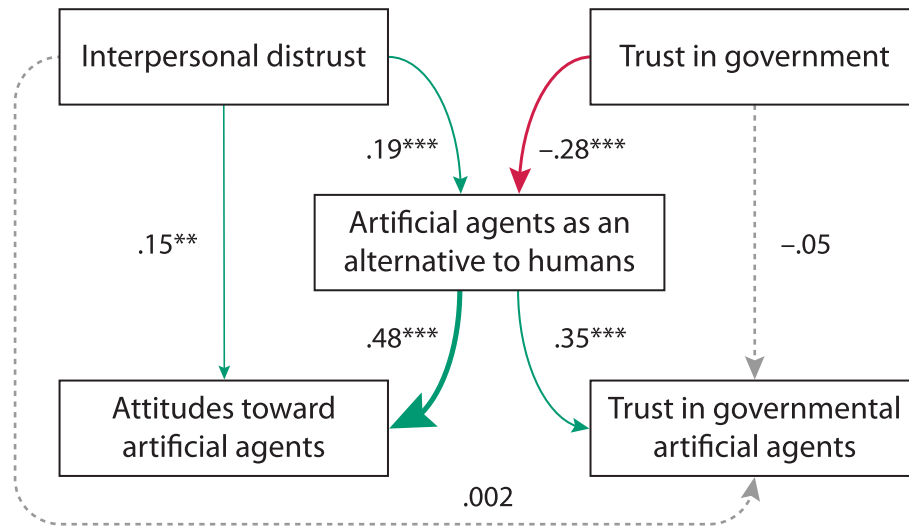 Interpersonal distrust
Trust in government
.19***
–.28***
Artificial agents as an
alternative to humans
.15**
–.05
.48***
.35***
Attitudes toward
artificial agents
Trust in governmental
artificial agents
.002